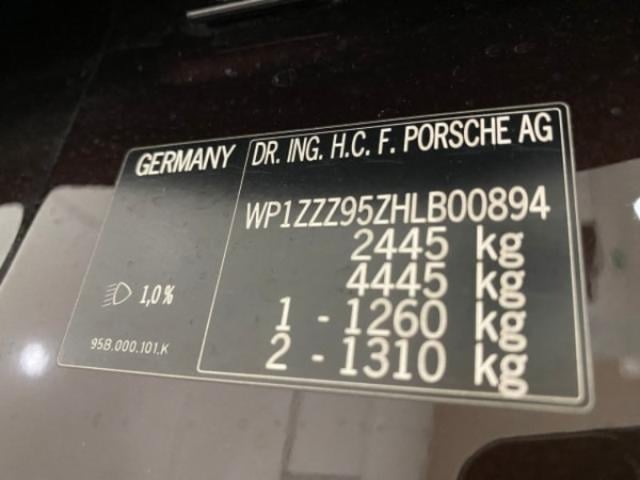 GERMANY
DR. ING. H.C. F. PORSCHE AG
WP1ZZZ95ZHLB00894
2445 kg
4445 kg
1 - 1260 kg
2 - 1310 kg
1,0%
95B.000.101.K